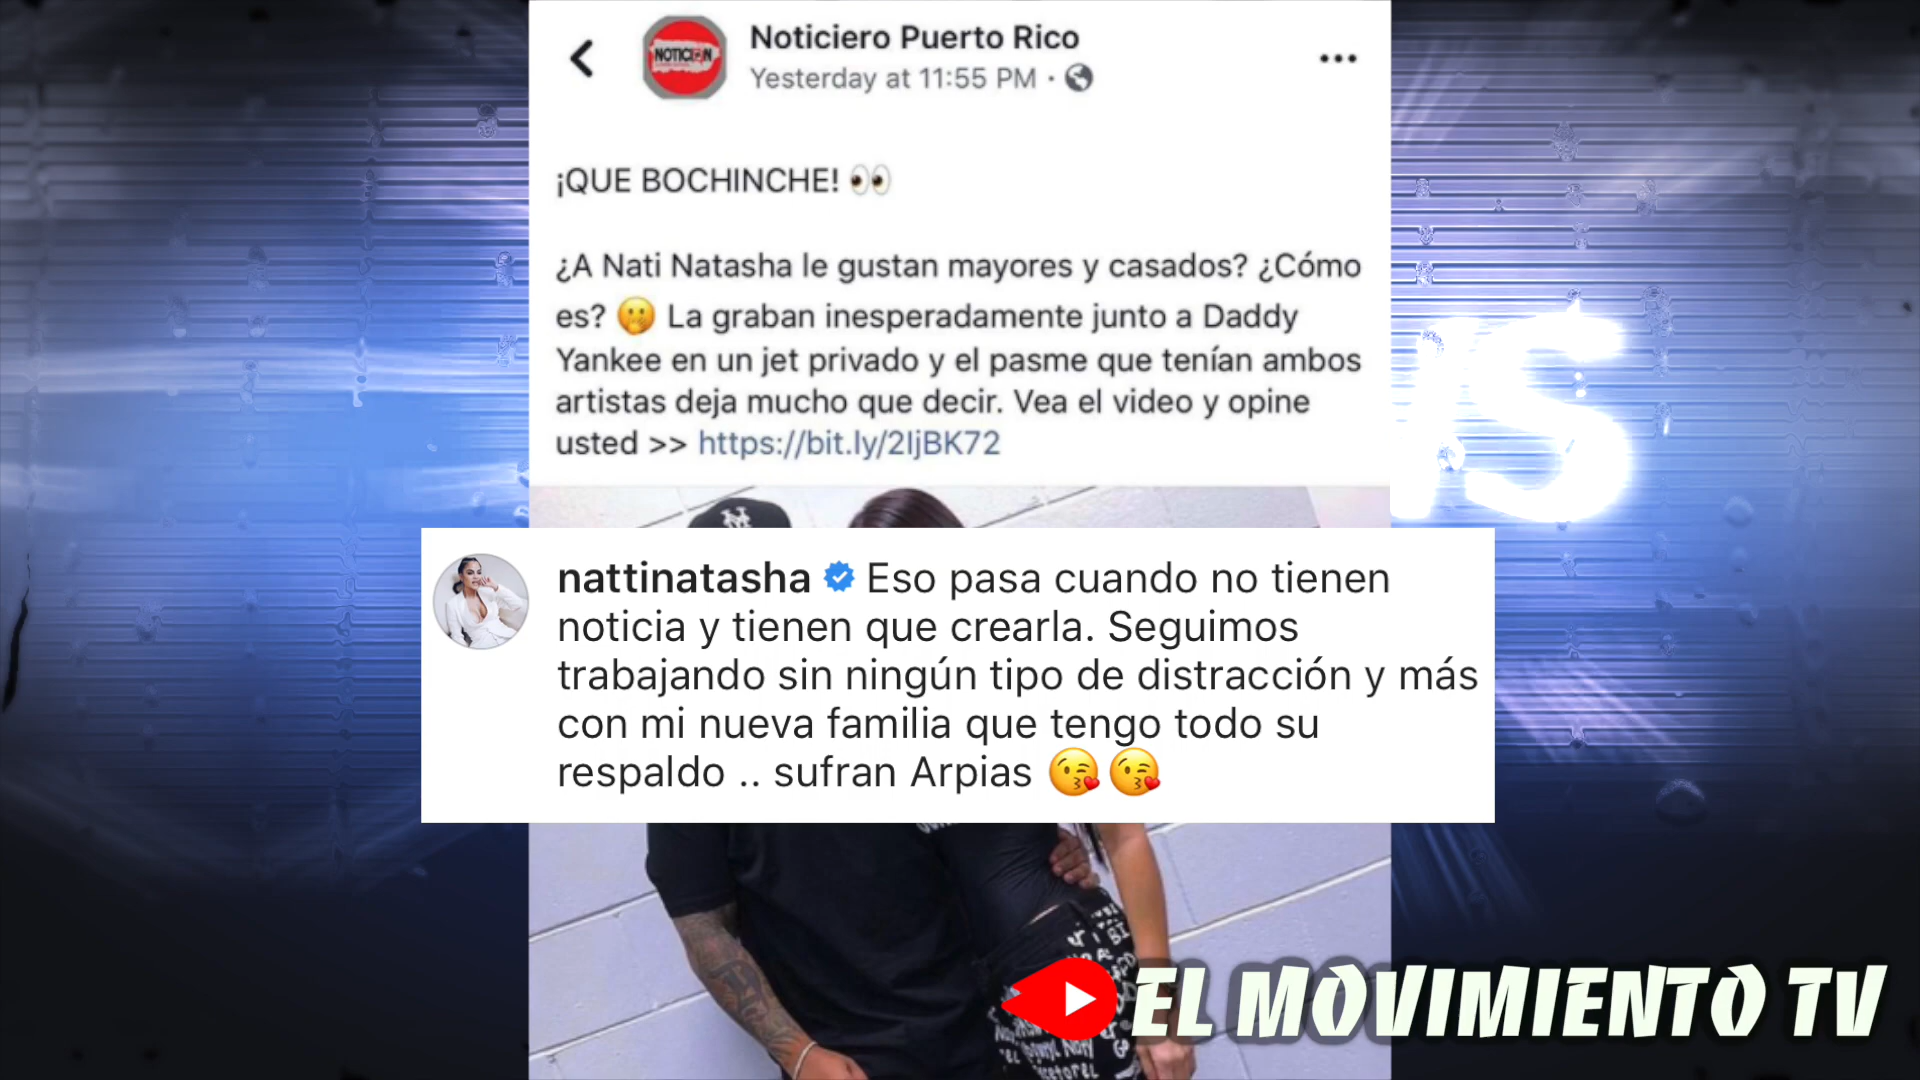 NOTICIÓN
Noticiero Puerto Rico
Yesterday at 11:55 PM ·
¡QUE BOCHINCHE! 👀
¿A Nati Natasha le gustan mayores y casados? ¿Cómo
es? 🤭 La graban inesperadamente junto a Daddy
Yankee en un jet privado y el pasme que tenían ambos
artistas deja mucho que decir. Vea el video y opine
usted >> https://bit.ly/2IjBK72
VS
nattinatasha Eso pasa cuando no tienen
noticia y tienen que crearla. Seguimos
trabajando sin ningún tipo de distracción y más
con mi nueva familia que tengo todo su
respaldo .. sufran Arpias 😘😘
EL MOVIMIENTO TV